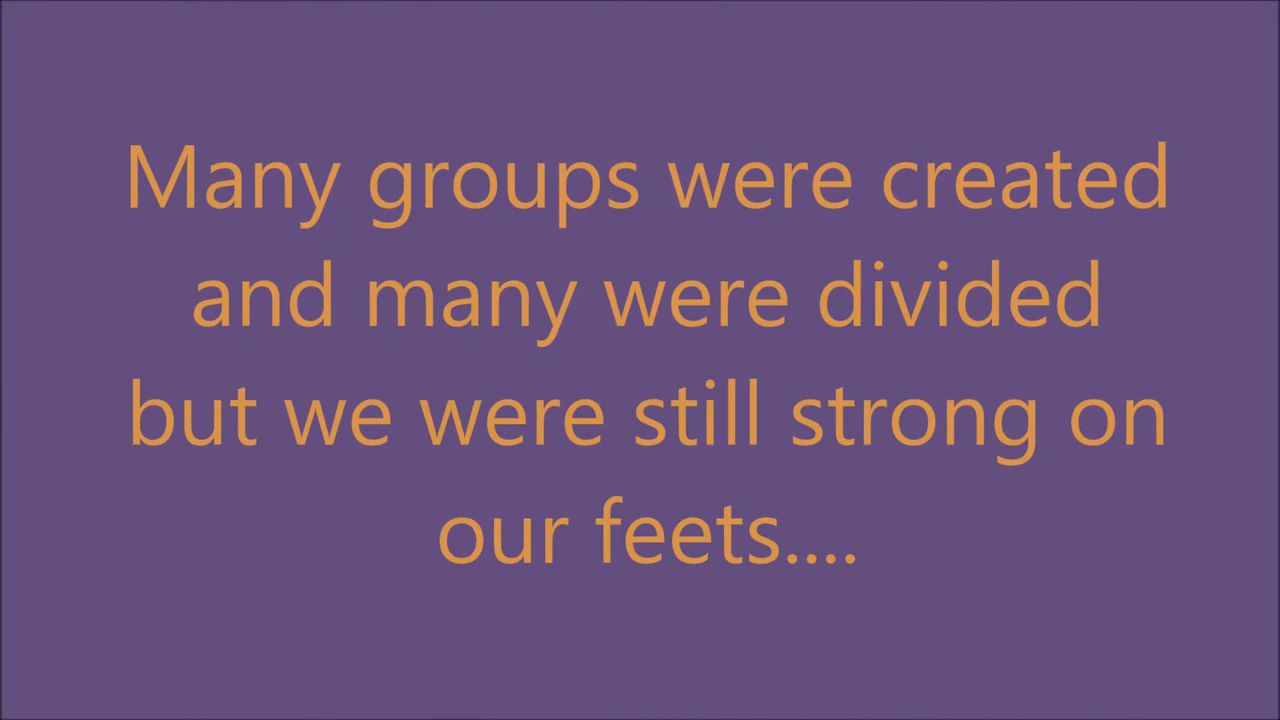 Many groups were created
and many were divided
but we were still strong on
our feets....